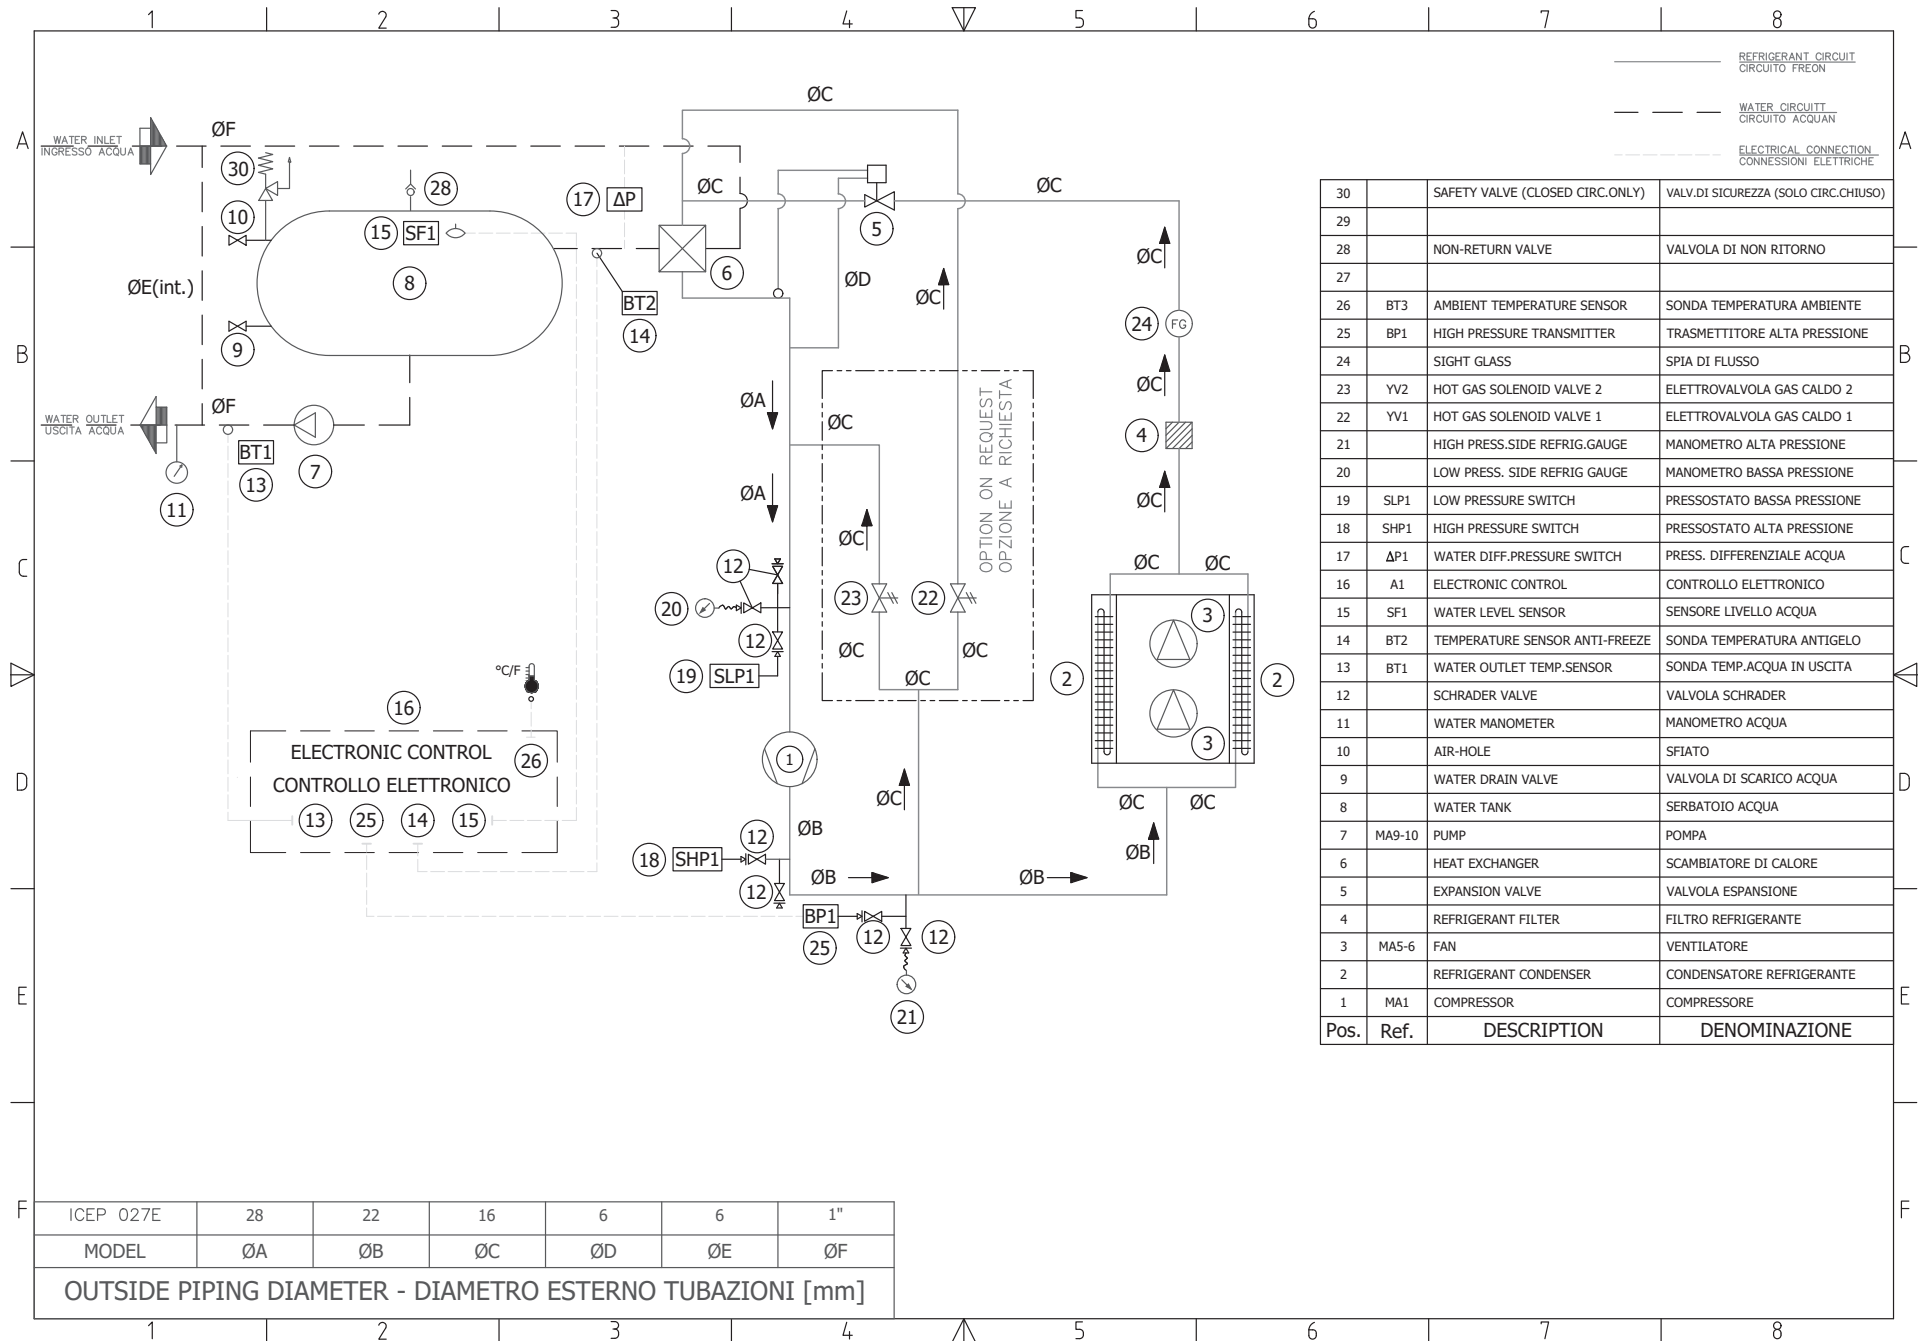 1 2 3 4 5 6 7 8
REFRIGERANT CIRCUIT
CIRCUITO FREON
WATER CIRCUITT
CIRCUITO ACQUAN
ELECTRICAL CONNECTION
CONNESSIONI ELETTRICHE
A
A
WATER INLET
INGRESSO ACQUA
ØF
ØC
30
28
17 ΔP
ØC
ØC
10
15 SF1
5
6
ØC
ØE(int.)
8
ØD
ØC
BT2
14
24 FG
9
B
B
ØC
ØA
ØC
WATER OUTLET
USCITA ACQUA
ØF
4
BT1
7
13
11
OPTION ON REQUEST
OPZIONE A RICHIESTA
ØA
ØC
ØC
C
C
12
ØC ØC
20
23
22
3
12
ØC
ØC
19 SLP1
ØC
2
2
°C/F
16
3
ELECTRONIC CONTROL
CONTROLLO ELETTRONICO
26
1
D
D
ØC
ØC ØC
13 25 14 15
12
ØB
18 SHP1
ØB
12
ØB
ØB
BP1
25
12
12
21
E
E
30 SAFETY VALVE (CLOSED CIRC.ONLY) VALV.DI SICUREZZA (SOLO CIRC.CHIUSO)
29
28 NON-RETURN VALVE VALVOLA DI NON RITORNO
27
26 BT3 AMBIENT TEMPERATURE SENSOR SONDA TEMPERATURA AMBIENTE
25 BP1 HIGH PRESSURE TRANSMITTER TRASMETTITORE ALTA PRESSIONE
24 SIGHT GLASS SPIA DI FLUSSO
23 YV2 HOT GAS SOLENOID VALVE 2 ELETTROVALVOLA GAS CALDO 2
22 YV1 HOT GAS SOLENOID VALVE 1 ELETTROVALVOLA GAS CALDO 1
21 HIGH PRESS.SIDE REFRIG.GAUGE MANOMETRO ALTA PRESSIONE
20 LOW PRESS. SIDE REFRIG GAUGE MANOMETRO BASSA PRESSIONE
19 SLP1 LOW PRESSURE SWITCH PRESSOSTATO BASSA PRESSIONE
18 SHP1 HIGH PRESSURE SWITCH PRESSOSTATO ALTA PRESSIONE
17 ΔP1 WATER DIFF.PRESSURE SWITCH PRESS. DIFFERENZIALE ACQUA
16 A1 ELECTRONIC CONTROL CONTROLLO ELETTRONICO
15 SF1 WATER LEVEL SENSOR SENSORE LIVELLO ACQUA
14 BT2 TEMPERATURE SENSOR ANTI-FREEZE SONDA TEMPERATURA ANTIGELO
13 BT1 WATER OUTLET TEMP.SENSOR SONDA TEMP.ACQUA IN USCITA
12 SCHRADER VALVE VALVOLA SCHRADER
11 WATER MANOMETER MANOMETRO ACQUA
10 AIR-HOLE SFIATO
9 WATER DRAIN VALVE VALVOLA DI SCARICO ACQUA
8 WATER TANK SERBATOIO ACQUA
7 MA9-10 PUMP POMPA
6 HEAT EXCHANGER SCAMBIATORE DI CALORE
5 EXPANSION VALVE VALVOLA ESPANSIONE
4 REFRIGERANT FILTER FILTRO REFRIGERANTE
3 MA5-6 FAN VENTILATORE
2 REFRIGERANT CONDENSER CONDENSATORE REFRIGERANTE
1 MA1 COMPRESSOR COMPRESSORE
Pos. Ref. DESCRIPTION DENOMINAZIONE
F
F
ICEP 027E 28 22 16 6 6 1"
MODEL ØA ØB ØC ØD ØE ØF
OUTSIDE PIPING DIAMETER - DIAMETRO ESTERNO TUBAZIONI [mm]
1 2 3 4 5 6 7 8